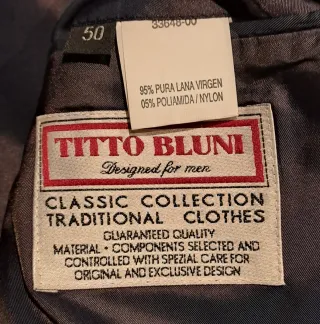 50
33648-00
95% PURA LANA VIRGEN
05% POLIAMIDA / NYLON
TITTO BLUNI
Designed for men
CLASSIC COLLECTION
TRADITIONAL CLOTHES
GUARANTEED QUALITY
MATERIAL - COMPONENTS SELECTED AND
CONTROLLED WITH SPEZIAL CARE FOR
ORIGINAL AND EXCLUSIVE DESIGN